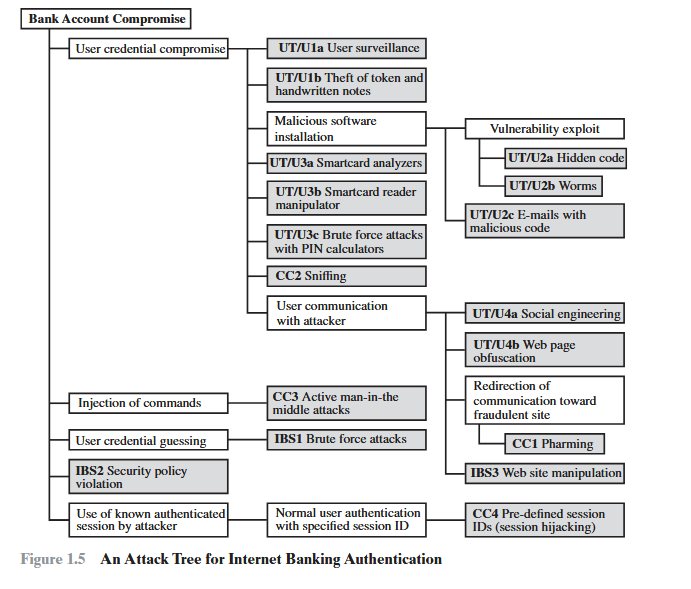 Bank Account Compromise
User credential compromise
UT/U1a User surveillance
UT/U1b Theft of token and
handwritten notes
Malicious software
installation
Vulnerability exploit
UT/U2a Hidden code
UT/U2b Worms
UT/U2c E-mails with
malicious code
UT/U3a Smartcard analyzers
UT/U3b Smartcard reader
manipulator
UT/U3c Brute force attacks
with PIN calculators
CC2 Sniffing
User communication
with attacker
UT/U4a Social engineering
UT/U4b Web page
obfuscation
Redirection of
communication toward
fraudulent site
CC1 Pharming
IBS3 Web site manipulation
Injection of commands
CC3 Active man-in-the
middle attacks
User credential guessing
IBS1 Brute force attacks
IBS2 Security policy
violation
Use of known authenticated
session by attacker
Normal user authentication
with specified session ID
CC4 Pre-defined session
IDs (session hijacking)
Figure 1.5 An Attack Tree for Internet Banking Authentication